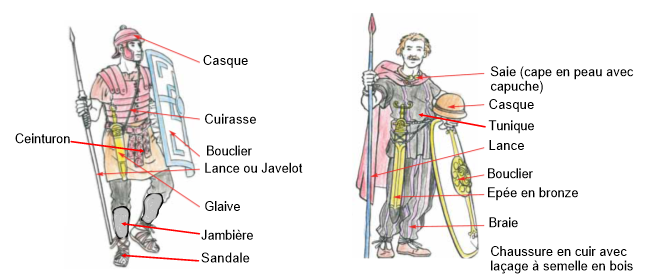 Casque
Cuirasse
Ceinturon
Bouclier
Lance ou Javelot
Glaive
Jambière
Sandale
Saie (cape en peau avec
capuche)
Casque
Tunique
Lance
Bouclier
Epée en bronze
Braie
Chaussure en cuir avec
laçage à semelle en bois